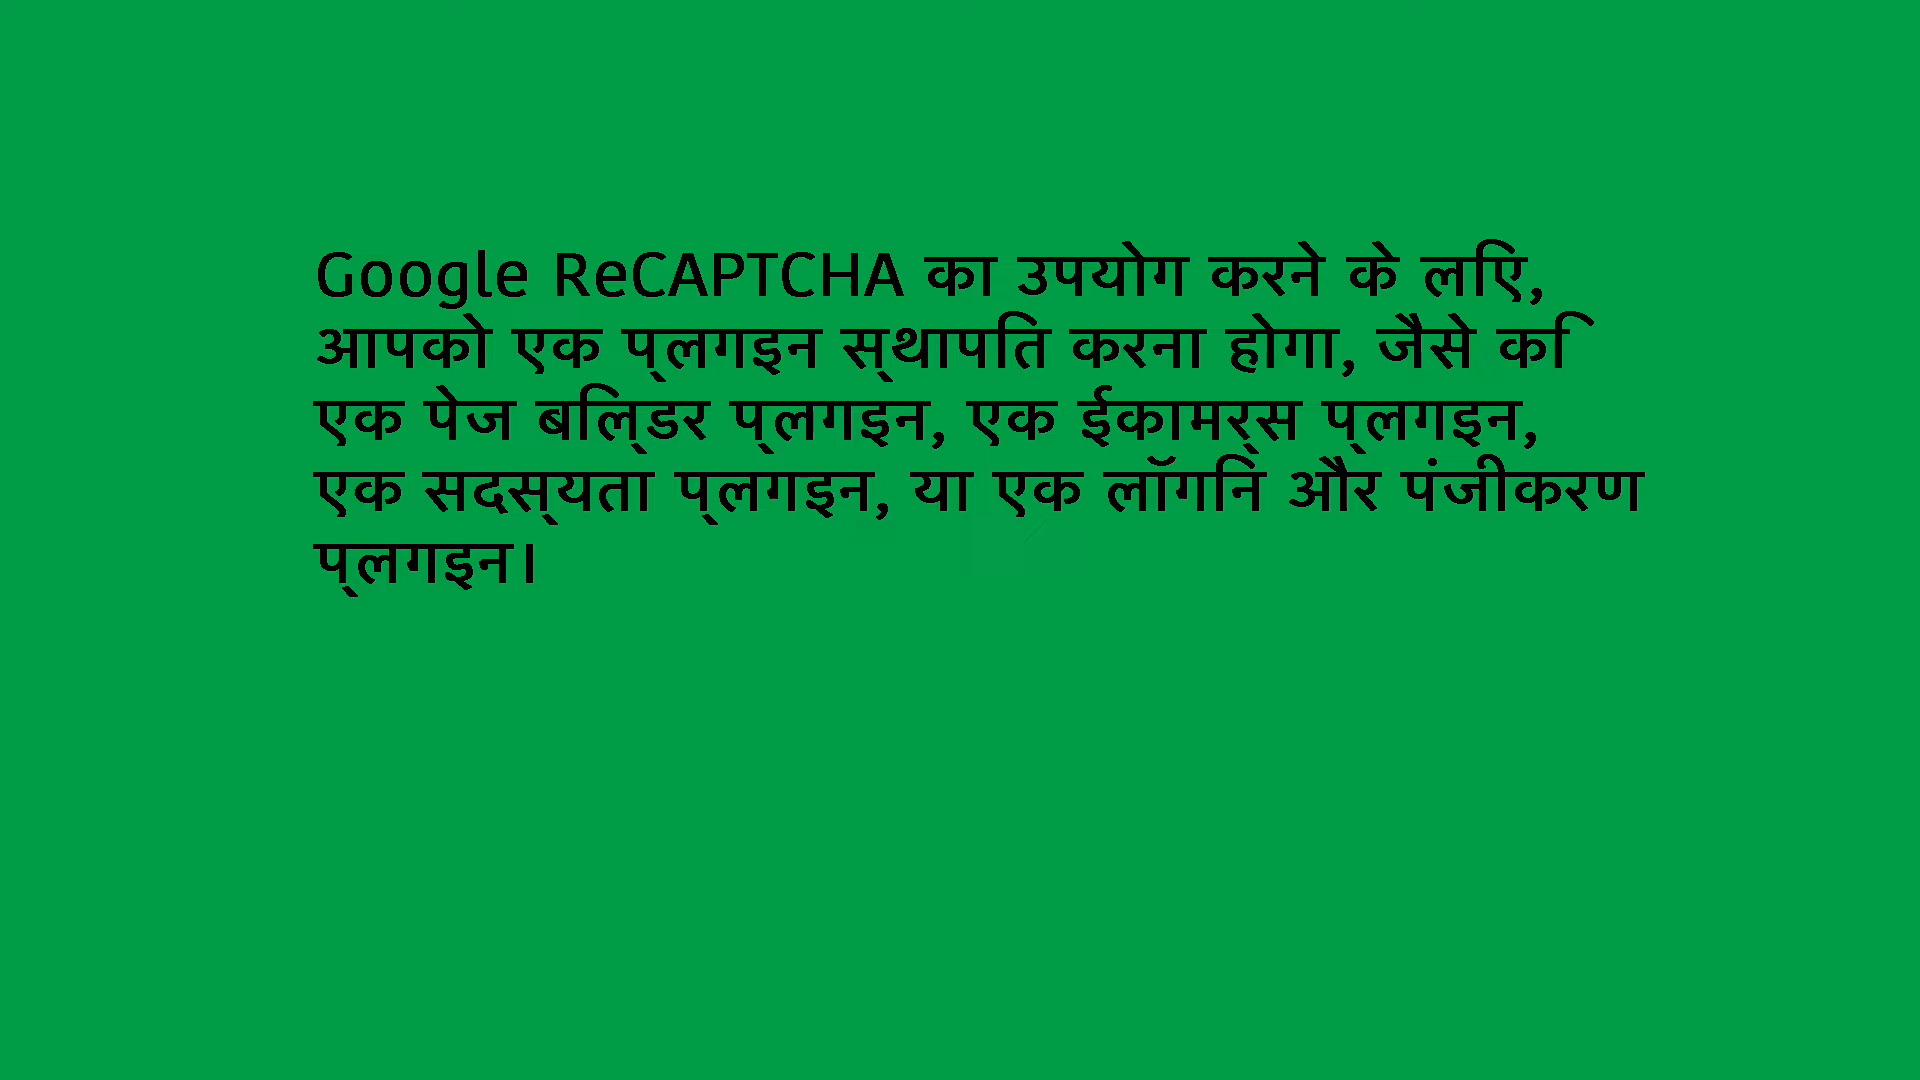 Google ReCAPTCHA का उपयोग करने के लिए,
आपको एक प्लगइन स्थापित करना होगा, जैसे कि
एक पेज बिल्डर प्लगइन, एक ईकामर्स प्लगइन,
एक सदस्यता प्लगइन, या एक लॉगिन और पंजीकरण
प्लगइन।